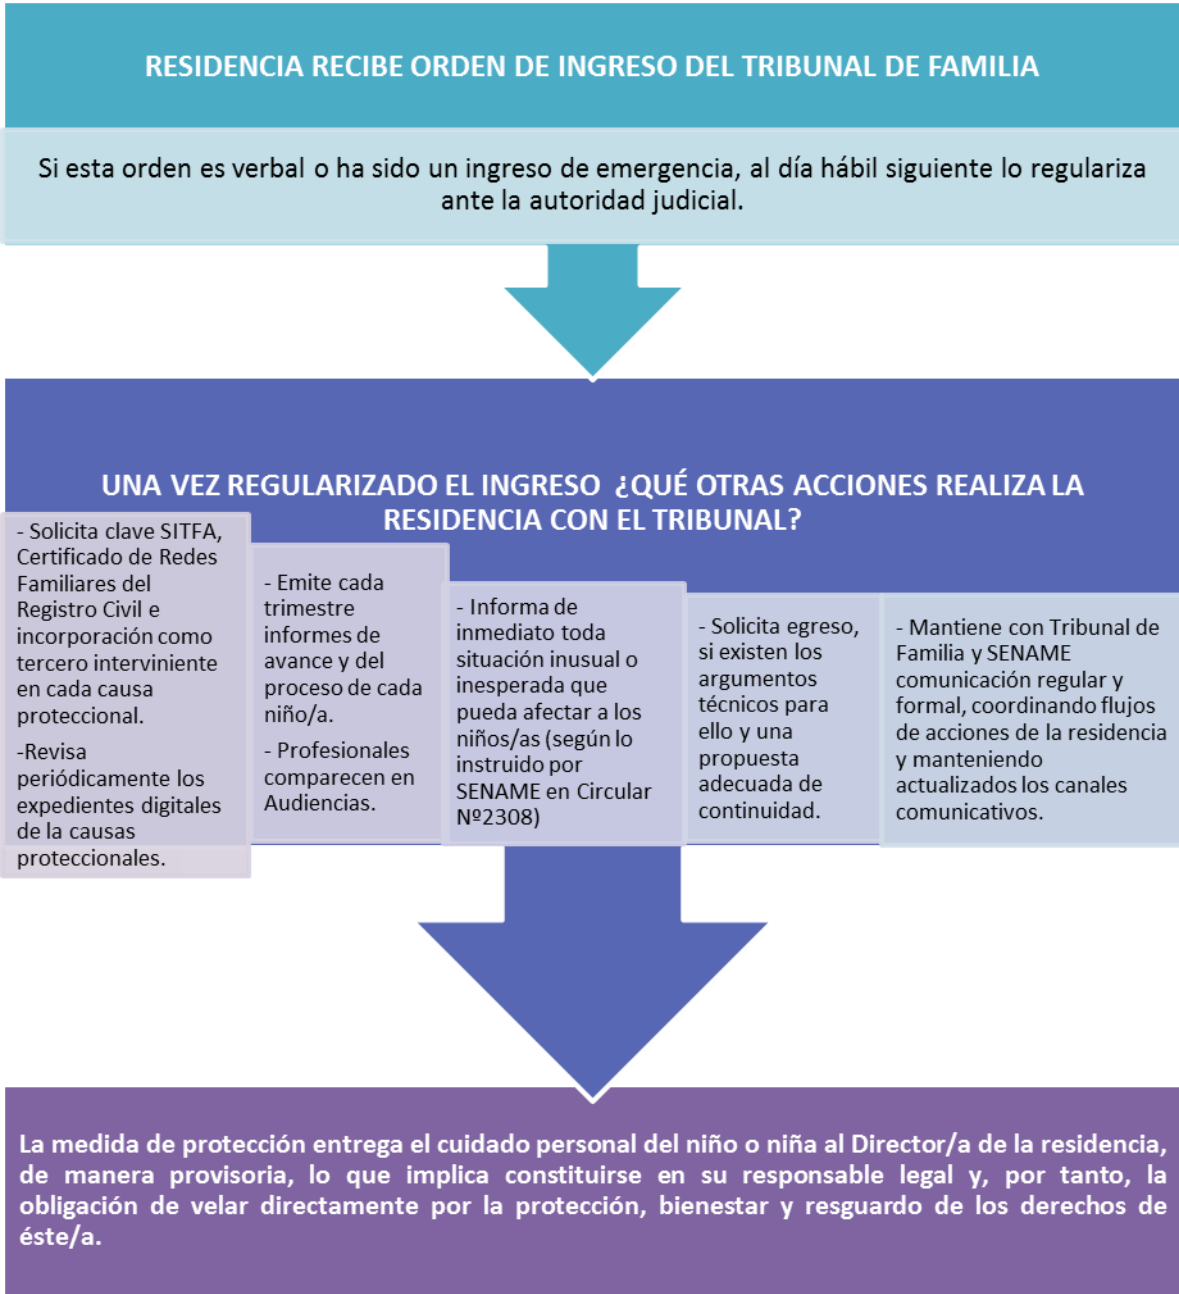 RESIDENCIA RECIBE ORDEN DE INGRESO DEL TRIBUNAL DE FAMILIA
Si esta orden es verbal o ha sido un ingreso de emergencia, al día hábil siguiente lo regulariza
ante la autoridad judicial.
UNA VEZ REGULARIZADO EL INGRESO ¿QUÉ OTRAS ACCIONES REALIZA LA
RESIDENCIA CON EL TRIBUNAL?
- Solicita clave SITFA,
Certificado de Redes
Familiares del
Registro Civil e
incorporación como
tercero interviniente
en cada causa
proteccional.
-Revisa
periódicamente los
expedientes digitales
de la causas
proteccionales.
- Emite cada
trimestre
informes de
avance y del
proceso de cada
niño/a.
- Profesionales
comparecen en
Audiencias.
- Informa de
inmediato toda
situación inusual o
inesperada que
pueda afectar a los
niños/as (según lo
instruido por
SENAME en Circular
Nº2308)
- Solicita egreso,
si existen los
argumentos
técnicos para
ello y una
propuesta
adecuada de
continuidad.
- Mantiene con Tribunal de
Familia y SENAME
comunicación regular y
formal, coordinando flujos
de acciones de la residencia
y manteniendo
actualizados los canales
comunicativos.
La medida de protección entrega el cuidado personal del niño o niña al Director/a de la residencia,
de manera provisoria, lo que implica constituirse en su responsable legal y, por tanto, la
obligación de velar directamente por la protección, bienestar y resguardo de los derechos de
éste/a.